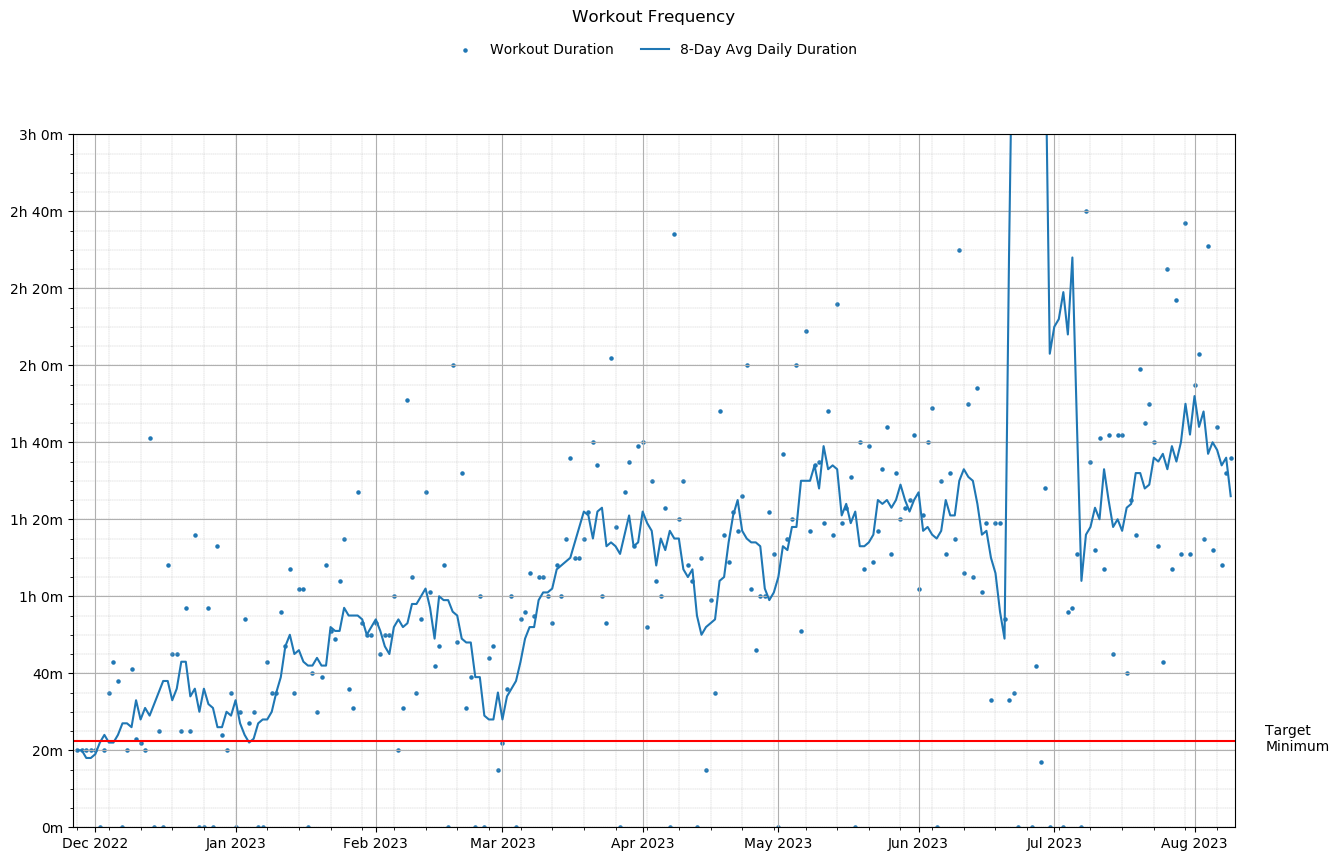 Workout Frequency
Workout Duration
8-Day Avg Daily Duration
3h 0m
2h 40m
2h 20m
2h 0m
1h 40m
1h 20m
1h 0m
40m
20m
0m
Target
Minimum
Dec 2022
Jan 2023
Feb 2023
Mar 2023
Apr 2023
May 2023
Jun 2023
Jul 2023
Aug 2023